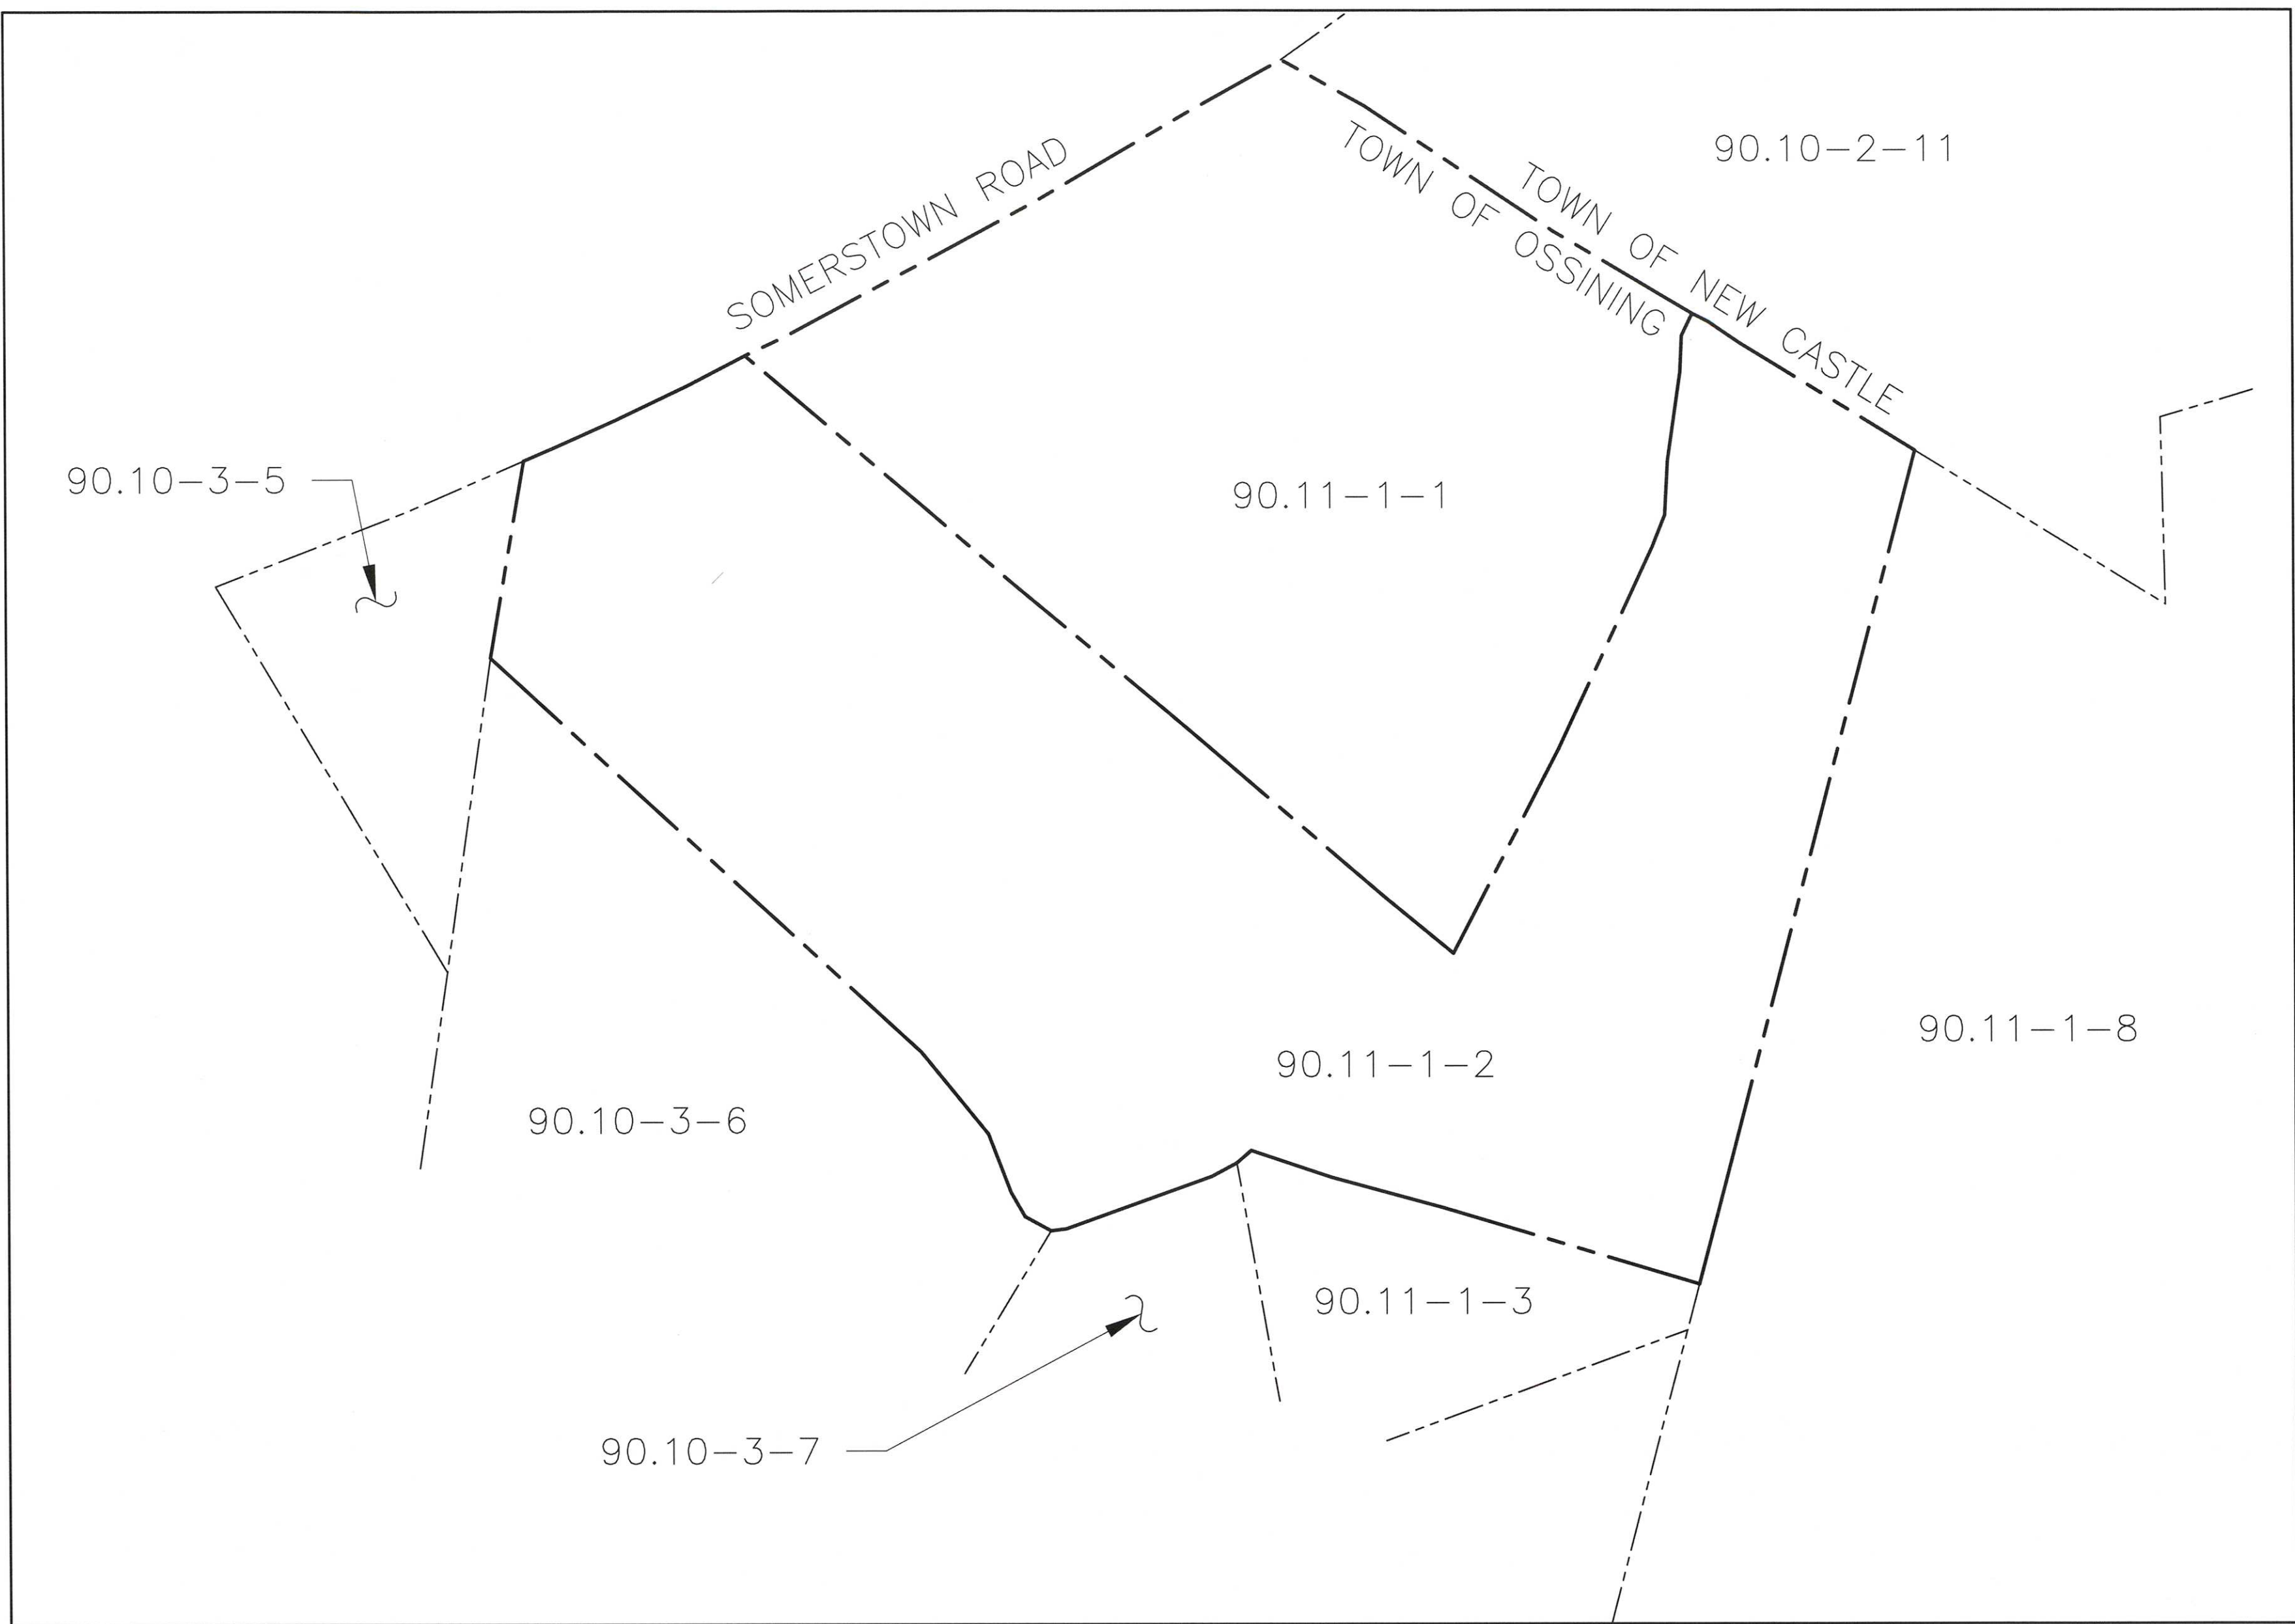 90.10-2-11
SOMERSTOWN ROAD
TOWN OF NEW CASTLE
TOWN OF OSSINING
90.10-3-5
90.11-1-1
90.11-1-8
90.11-1-2
90.10-3-6
90.11-1-3
90.10-3-7